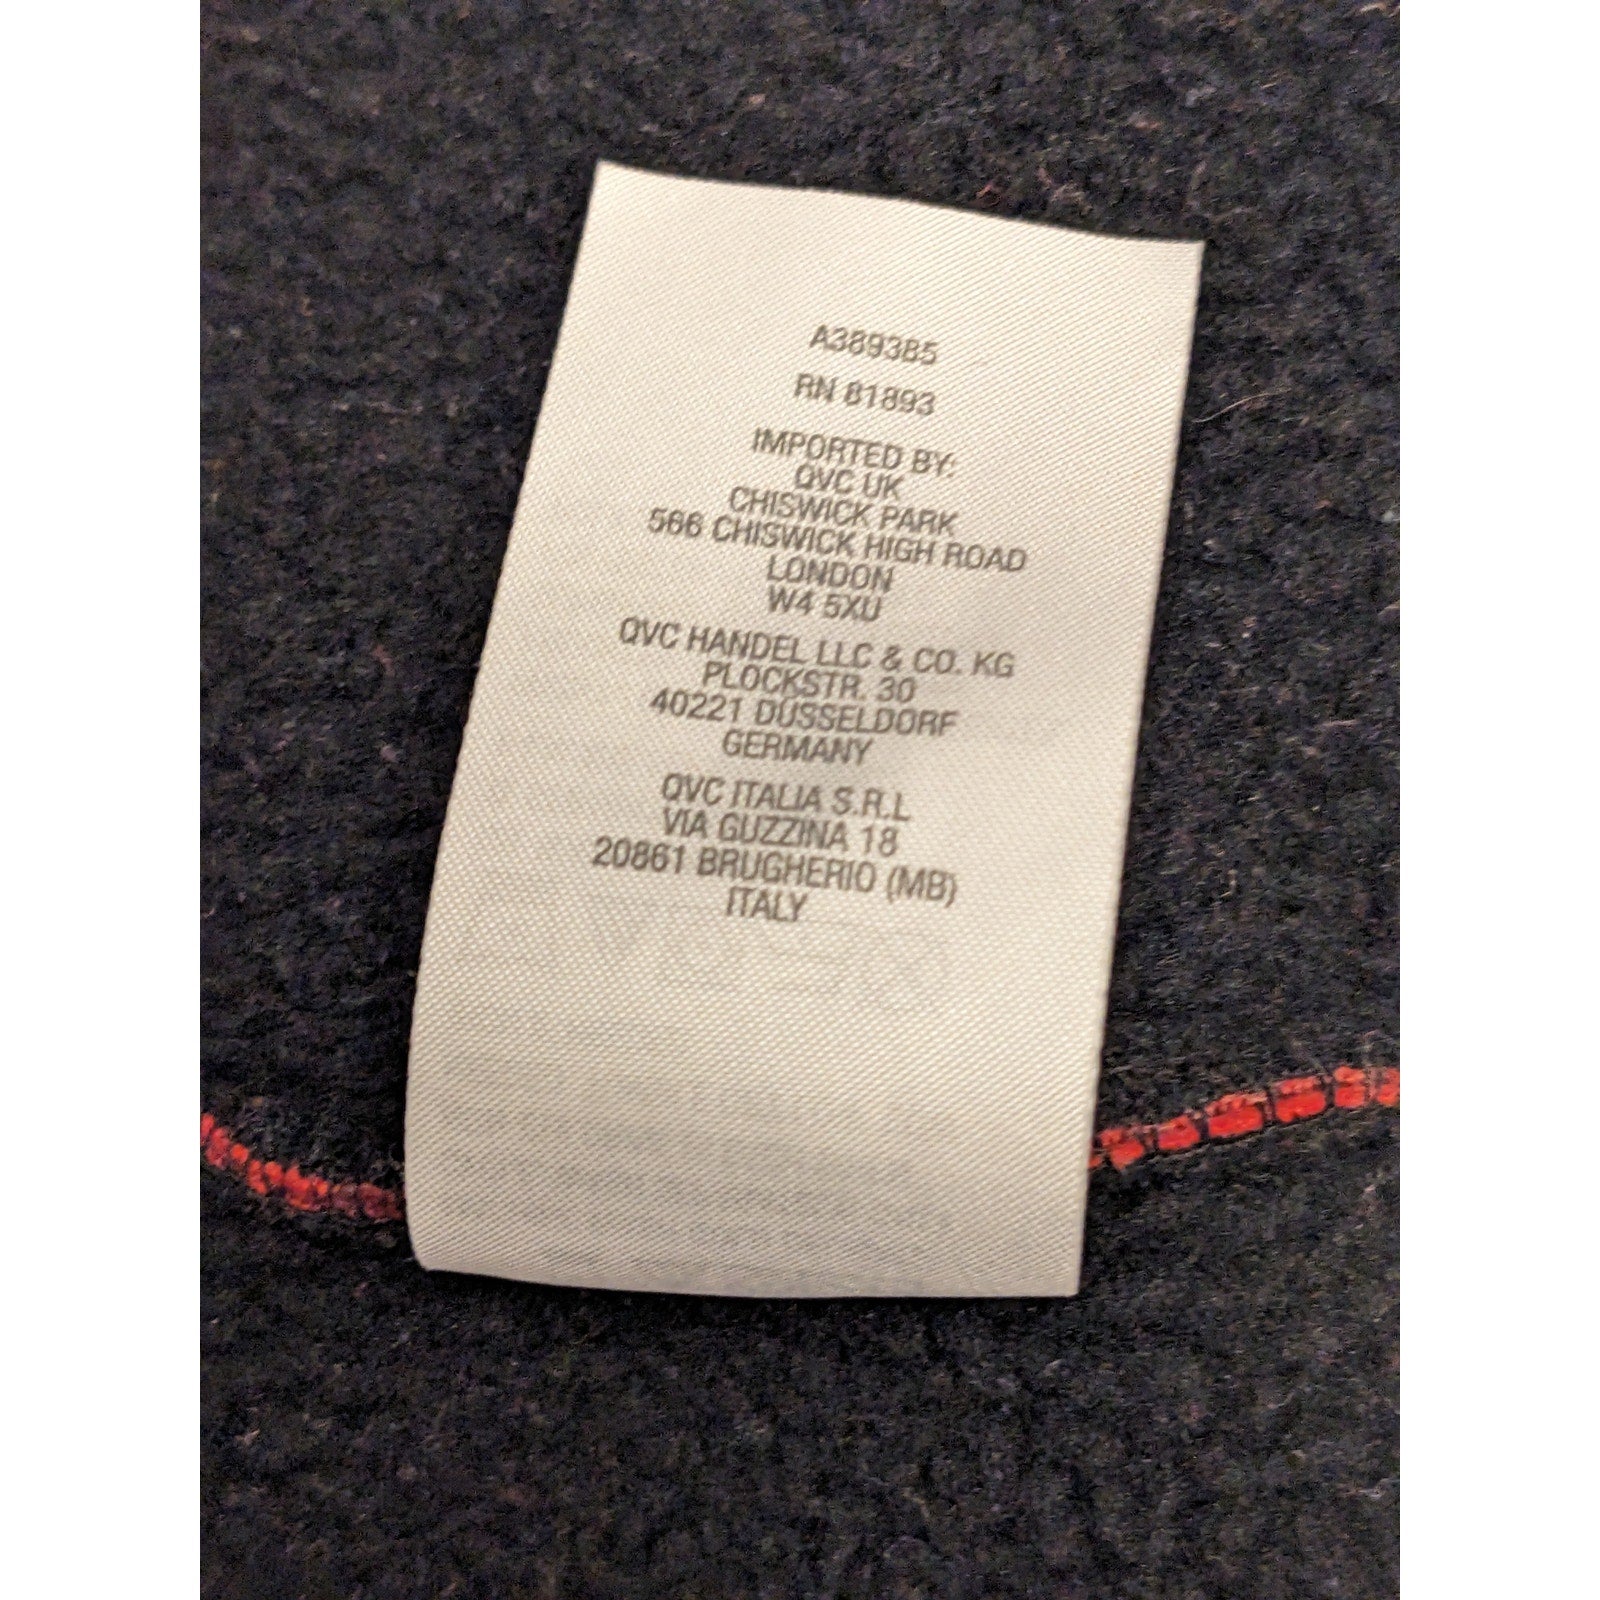 A389385
RN 81893
IMPORTED BY:
QVC UK
CHISWICK PARK
566 CHISWICK HIGH ROAD
LONDON
W4 5XU
QVC HANDEL LLC & CO. KG
PLOCKSTR. 30
40221 DÜSSELDORF
GERMANY
QVC ITALIA S.R.L
VIA GUZZINA 18
20861 BRUGHERIO (MB)
ITALY